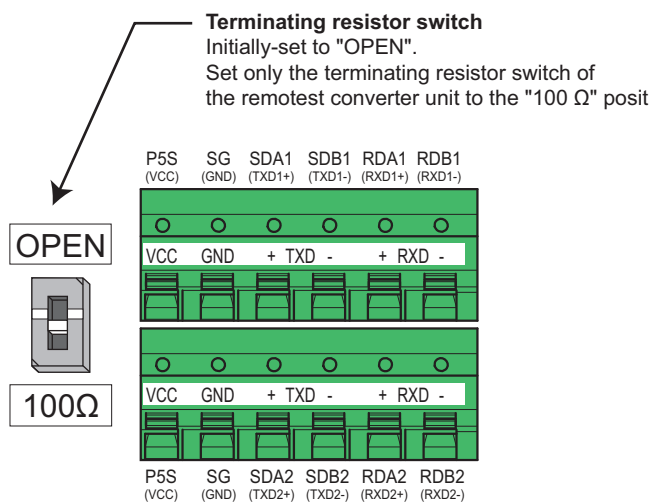 Terminating resistor switch
Initially-set to "OPEN".
Set only the terminating resistor switch of
the remotest converter unit to the "100 Ω" posit
P5S SG SDA1 SDB1 RDA1 RDB1
(VCC) (GND) (TXD1+) (TXD1-) (RXD1+) (RXD1-)
OPEN
VCC GND + TXD - + RXD -
100Ω
VCC GND + TXD - + RXD -
P5S SG SDA2 SDB2 RDA2 RDB2
(VCC) (GND) (TXD2+) (TXD2-) (RXD2+) (RXD2-)